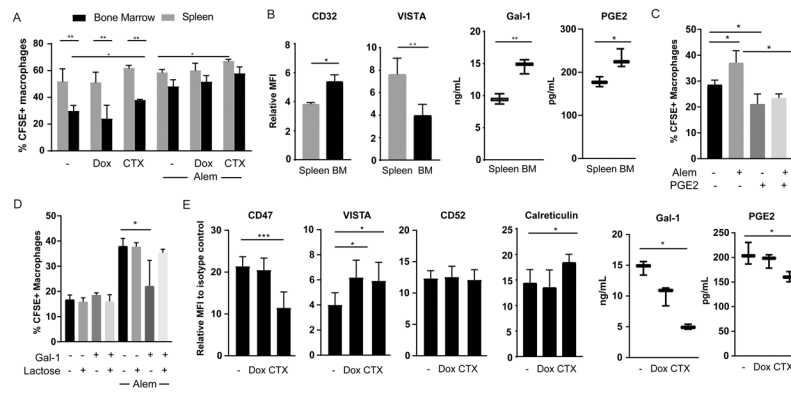 A
Bone Marrow
Spleen
% CFSE+ macrophages
80
60
40
20
0
** ** **
*
*
- Dox CTX - Dox CTX
Alem
B
CD32
Relative MFI
8
6
4
2
0
*
Spleen BM
VISTA
10
8
6
4
2
0
**
Spleen BM
Gal-1
ng/mL
20
15
10
5
0
**
Spleen BM
PGE2
pg/mL
300
200
100
0
*
Spleen BM
C
% CFSE+ Macrophages
50
40
30
20
10
0
*
*
*
Alem - + - +
PGE2 - - + +
D
% CFSE+ Macrophages
50
40
30
20
10
0
*
Gal-1 - - + + - - + +
Lactose - + - + - + - +
Alem
E
CD47
Relative MFI to isotype control
30
20
10
0
***
- Dox CTX
VISTA
10
8
6
4
2
0
*
*
- Dox CTX
CD52
20
15
10
5
0
- Dox CTX
Calreticulin
25
20
15
10
5
0
*
- Dox CTX
Gal-1
ng/mL
20
15
10
5
0
*
- Dox CTX
PGE2
pg/mL
250
200
150
100
50
0
*
- Dox CTX